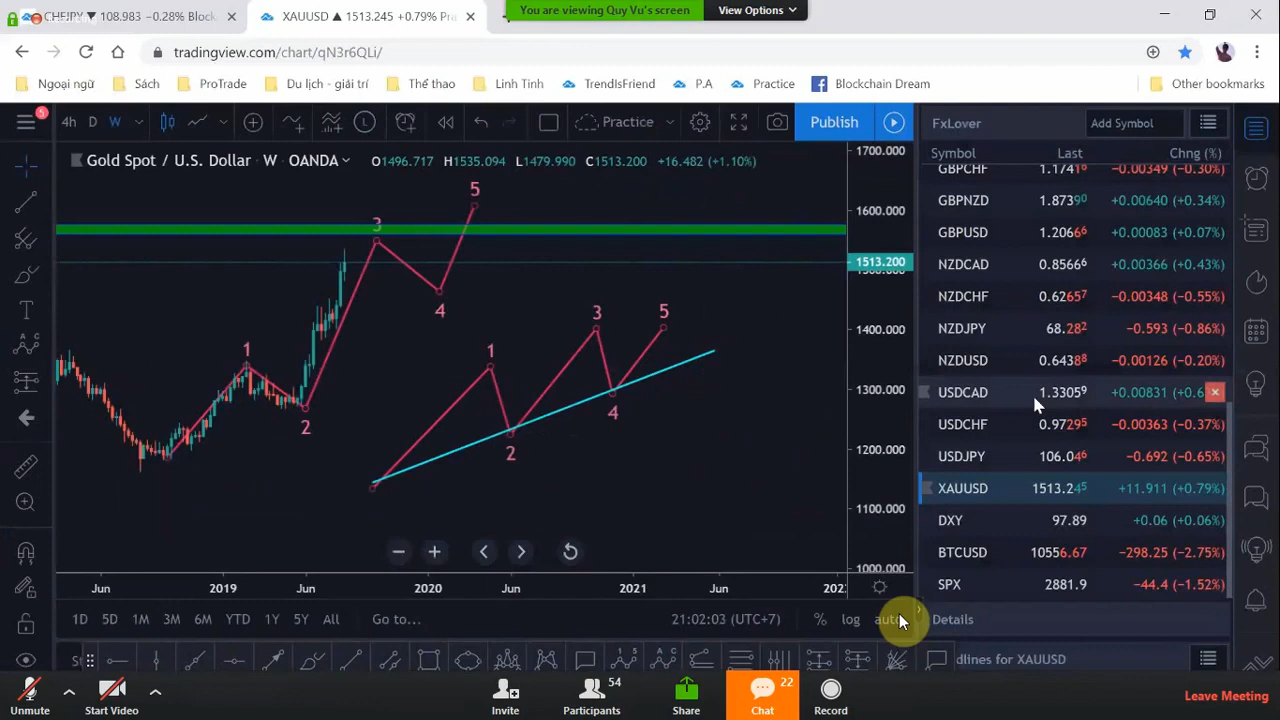 CHFJPY ▼ 108.983 −0.28% Block
XAUUSD ▲ 1513.245 +0.79% Pra
You are viewing Quy Vu's screen
View Options
tradingview.com/chart/qN3r6QLi/
Ngoại ngữ
Sách
ProTrade
Du lịch - giải trí
Thể thao
Linh Tinh
TrendIsFriend
P.A
Practice
Blockchain Dream
Other bookmarks
5
4h D W
L
Practice
Publish
FxLover
Add Symbol
Gold Spot / U.S. Dollar W OANDA
O1496.717 H1535.094 L1479.990 C1513.200 +16.482 (+1.10%)
Symbol Last Chng (%)
GBPCHF 1.17416 −0.00349 (−0.30%)
GBPNZD 1.87390 +0.00640 (+0.34%)
GBPUSD 1.20666 +0.00083 (+0.07%)
NZDCAD 0.85666 +0.00366 (+0.43%)
NZDCHF 0.62657 −0.00348 (−0.55%)
NZDJPY 68.282 −0.593 (−0.86%)
NZDUSD 0.64388 −0.00126 (−0.20%)
USDCAD 1.33059 +0.00831 (+0.6
USDCHF 0.97295 −0.00363 (−0.37%)
USDJPY 106.046 −0.692 (−0.65%)
XAUUSD 1513.245 +11.911 (+0.79%)
DXY 97.89 +0.06 (+0.06%)
BTCUSD 10556.67 −298.25 (−2.75%)
SPX 2881.9 −44.4 (−1.52%)
1700.000
1600.000
1513.200
1500.000
1400.000
1300.000
1200.000
1100.000
1000.000
1
2
3
4
5
1
2
3
4
5
Jun 2019 Jun 2020 Jun 2021 Jun 202
1D 5D 1M 3M 6M YTD 1Y 5Y All
Go to...
21:02:03 (UTC+7)
% log auto
Details
dlines for XAUUSD
Unmute
Start Video
Invite
54
Participants
Share
22
Chat
Record
Leave Meeting